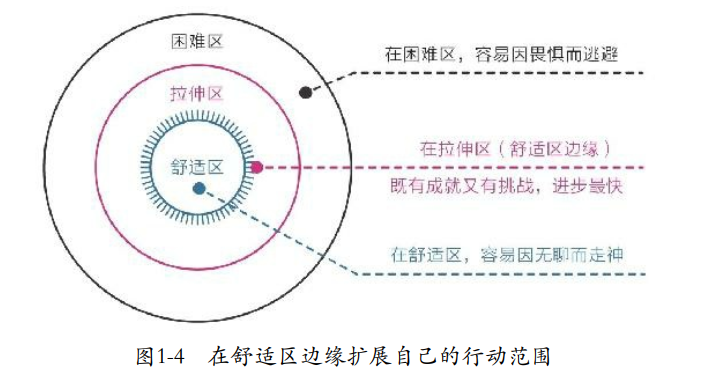 困难区
在困难区，容易因畏惧而逃避
拉伸区
在拉伸区（舒适区边缘）
舒适区
既有成就又有挑战，进步最快
在舒适区，容易因无聊而走神
图1-4 在舒适区边缘扩展自己的行动范围